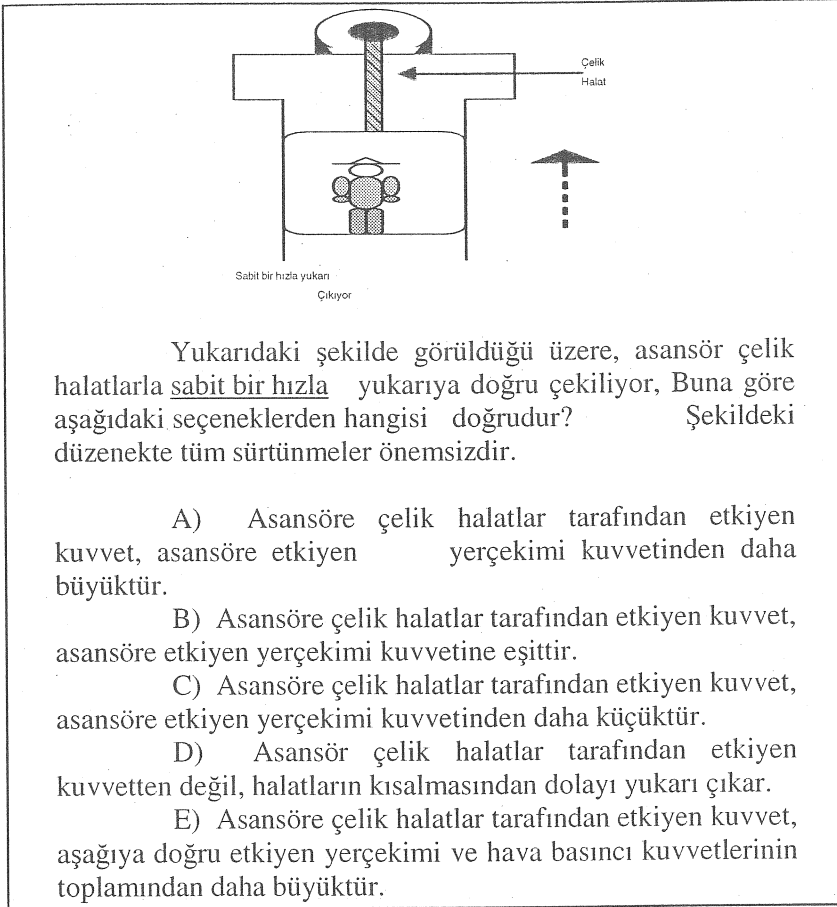 Çelik
Halat
Sabit bir hızla yukarı
Çıkıyor
Yukarıdaki şekilde görüldüğü üzere, asansör çelik
halatlarla sabit bir hızla yukarıya doğru çekiliyor, Buna göre
aşağıdaki seçeneklerden hangisi doğrudur? Şekildeki
düzenekte tüm sürtünmeler önemsizdir.
A) Asansöre çelik halatlar tarafından etkiyen
kuvvet, asansöre etkiyen yerçekimi kuvvetinden daha
büyüktür.
B) Asansöre çelik halatlar tarafından etkiyen kuvvet,
asansöre etkiyen yerçekimi kuvvetine eşittir.
C) Asansöre çelik halatlar tarafından etkiyen kuvvet,
asansöre etkiyen yerçekimi kuvvetinden daha küçüktür.
D) Asansör çelik halatlar tarafından etkiyen
kuvvetten değil, halatların kısalmasından dolayı yukarı çıkar.
E) Asansöre çelik halatlar tarafından etkiyen kuvvet,
aşağıya doğru etkiyen yerçekimi ve hava basıncı kuvvetlerinin
toplamından daha büyüktür.